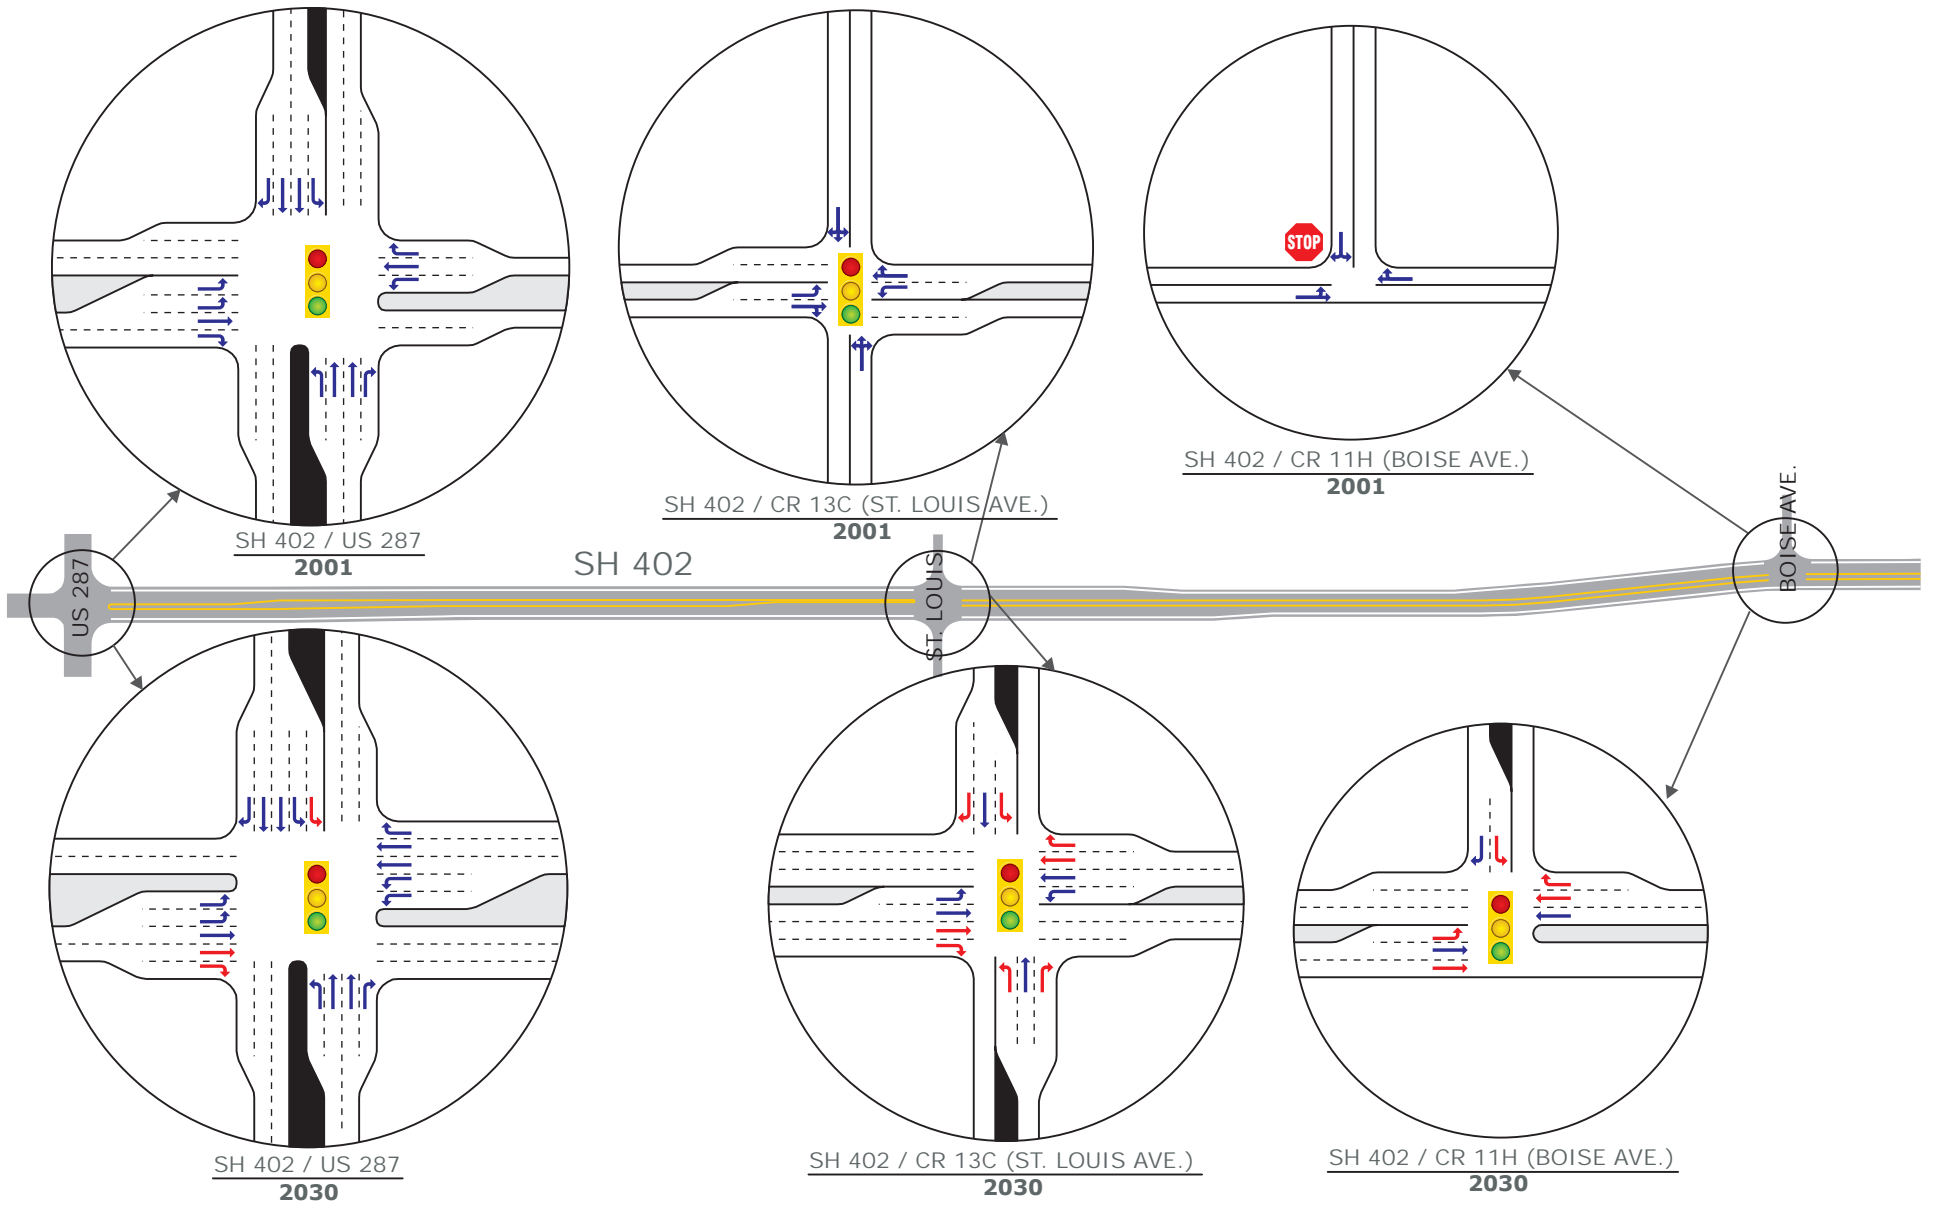 STOP
SH 402 / CR 11H (BOISE AVE.)
2001
SH 402 / CR 13C (ST. LOUIS AVE.)
2001
SH 402 / US 287
2001
SH 402
US 287
ST. LOUIS
BOISE AVE.
SH 402 / US 287
2030
SH 402 / CR 13C (ST. LOUIS AVE.)
2030
SH 402 / CR 11H (BOISE AVE.)
2030